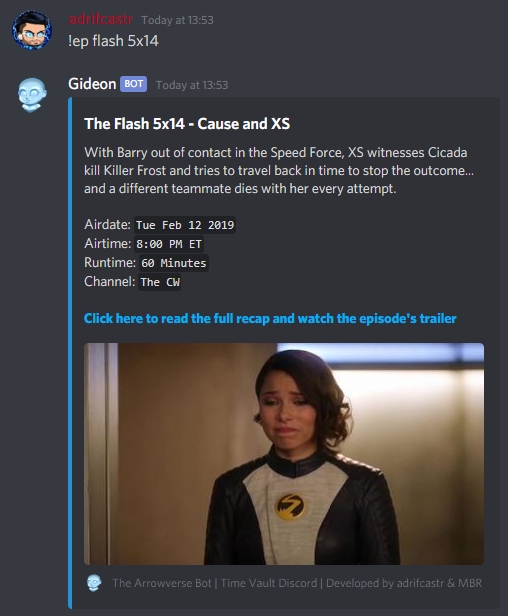 adrifcastr Today at 13:53
!ep flash 5x14
Gideon BOT Today at 13:53
The Flash 5x14 - Cause and XS
With Barry out of contact in the Speed Force, XS witnesses Cicada
kill Killer Frost and tries to travel back in time to stop the outcome...
and a different teammate dies with her every attempt.
Airdate: Tue Feb 12 2019
Airtime: 8:00 PM ET
Runtime: 60 Minutes
Channel: The CW
Click here to read the full recap and watch the episode's trailer
The Arrowverse Bot | Time Vault Discord | Developed by adrifcastr & MBR